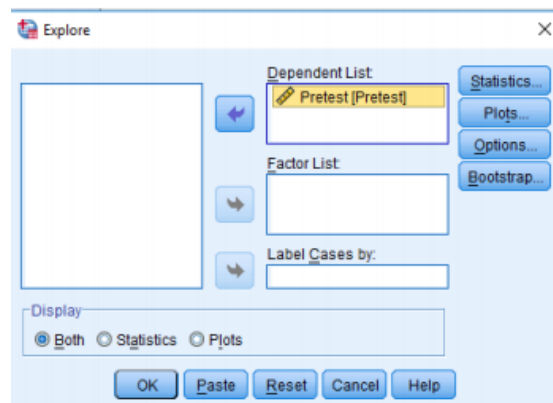 Explore
Dependent List:
Pretest [Pretest]
Statistics...
Plots...
Options...
Bootstrap...
Factor List:
Label Cases by:
Display
Both Statistics Plots
OK Paste Reset Cancel Help